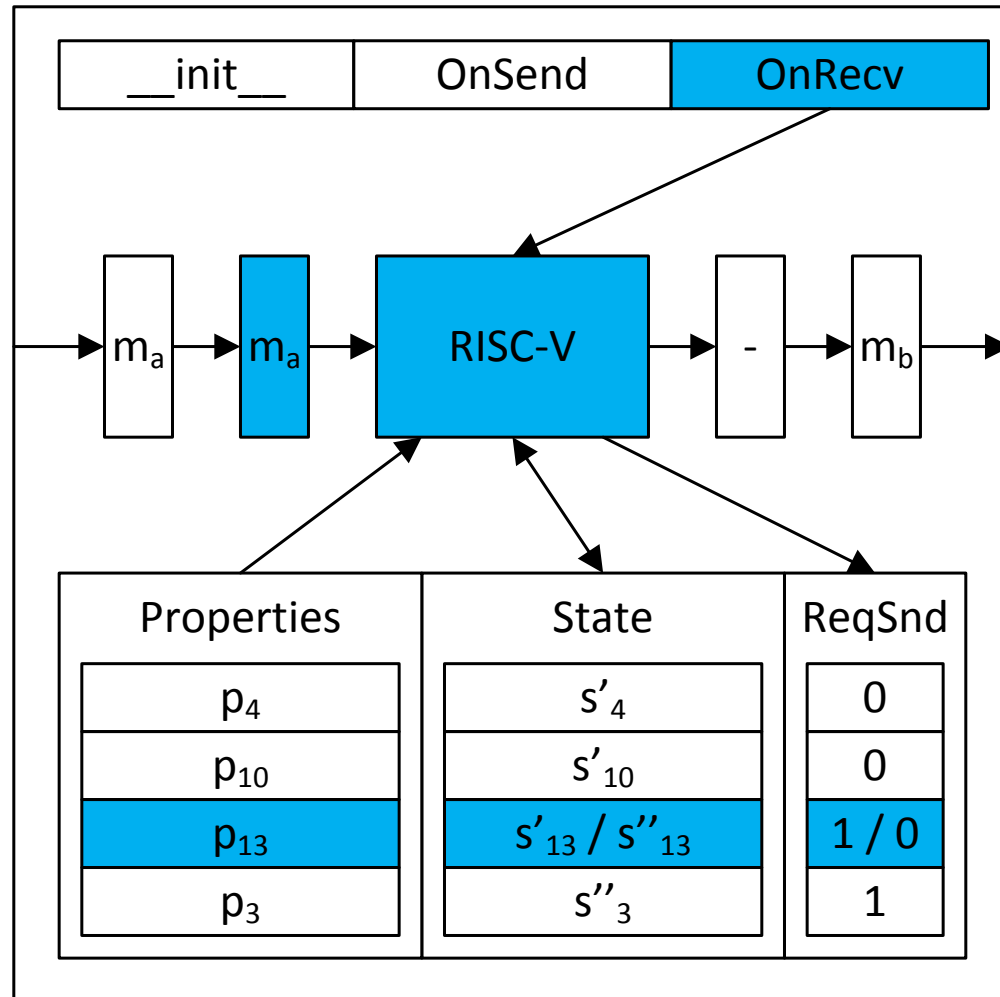 __init__ OnSend OnRecv
mₐ mₐ RISC-V - m_b
Properties State ReqSnd
p₄ s’₄ 0
p₁₀ s’₁₀ 0
p₁₃ s’₁₃ / s’’₁₃ 1 / 0
p₃ s’’₃ 1